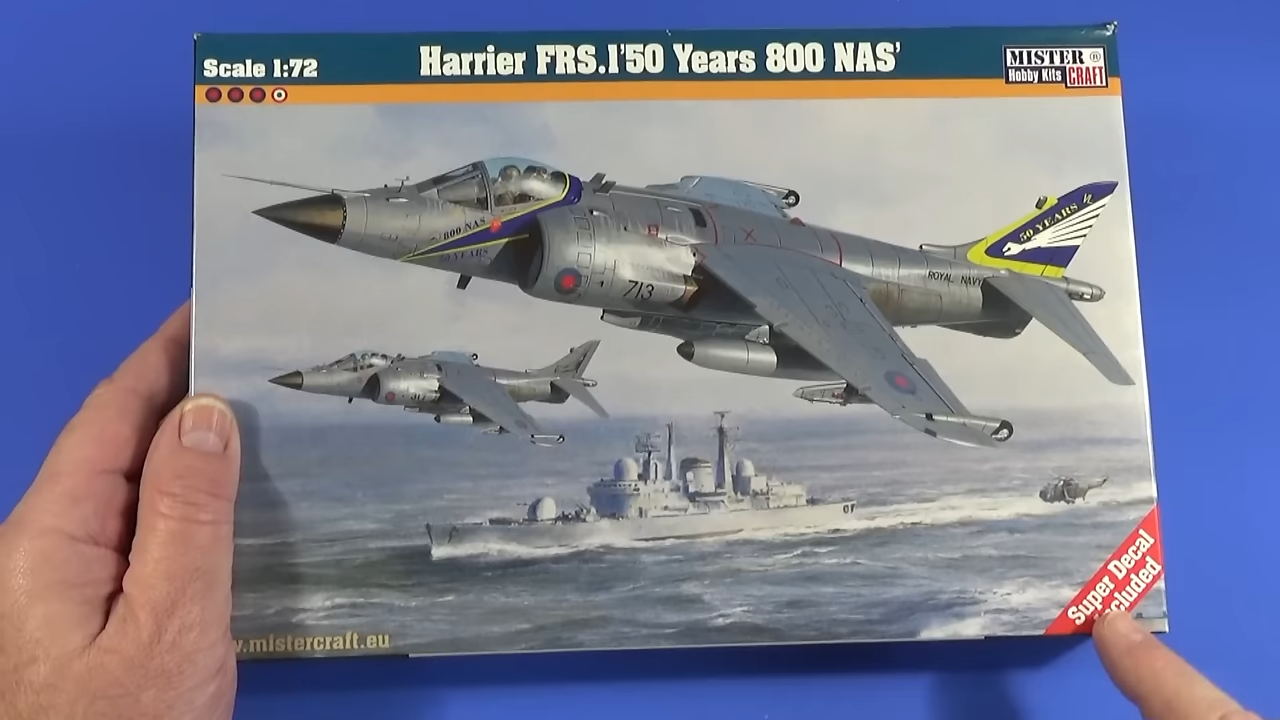 Harrier FRS.1'50 Years 800 NAS'
Scale 1:72
MISTER ®
Hobby Kits CRAFT
800 NAS
50 YEARS
713
ROYAL NAVY
50 YEARS
Super Decal
www.mistercraft.eu